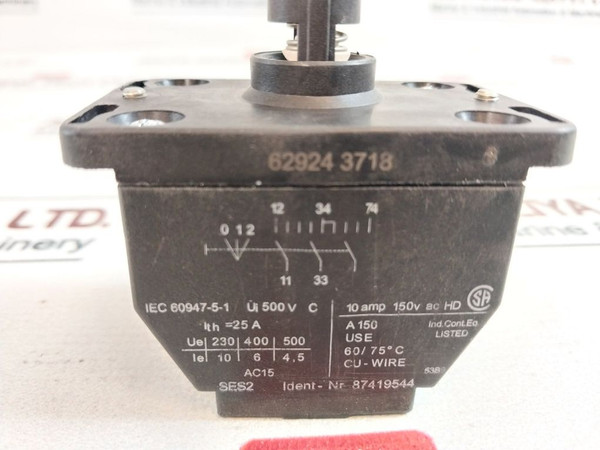 62924 3718
12 34 74
0 1 2
11 33
IEC 60947-5-1 Ui 500 V C
Ith =25 A
Ue 230 400 500
Ie 10 6 4,5
AC15
SES2 Ident-Nr 87419544
10 amp 150v ac HD SA
A 150
USE
60/75°C
CU-WIRE
Ind.Cont.Eq.
LISTED
LTD.